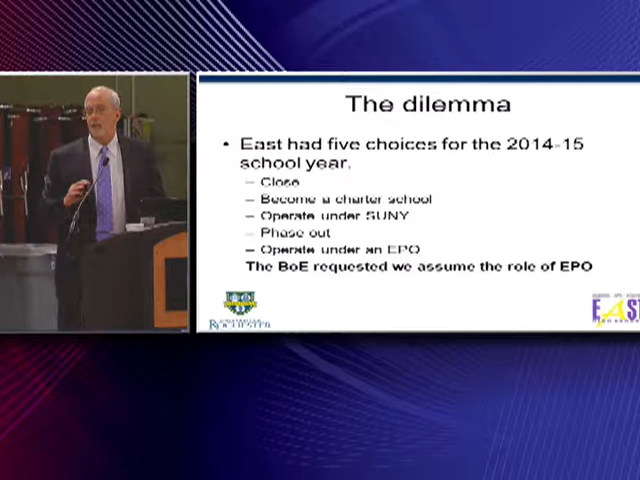 The dilemma
• East had five choices for the 2014-15
school year.
– Close
– Become a charter school
– Operate under SUNY
– Phase out
– Operate under an EPO
The BoE requested we assume the role of EPO
ROCHESTER
EAST